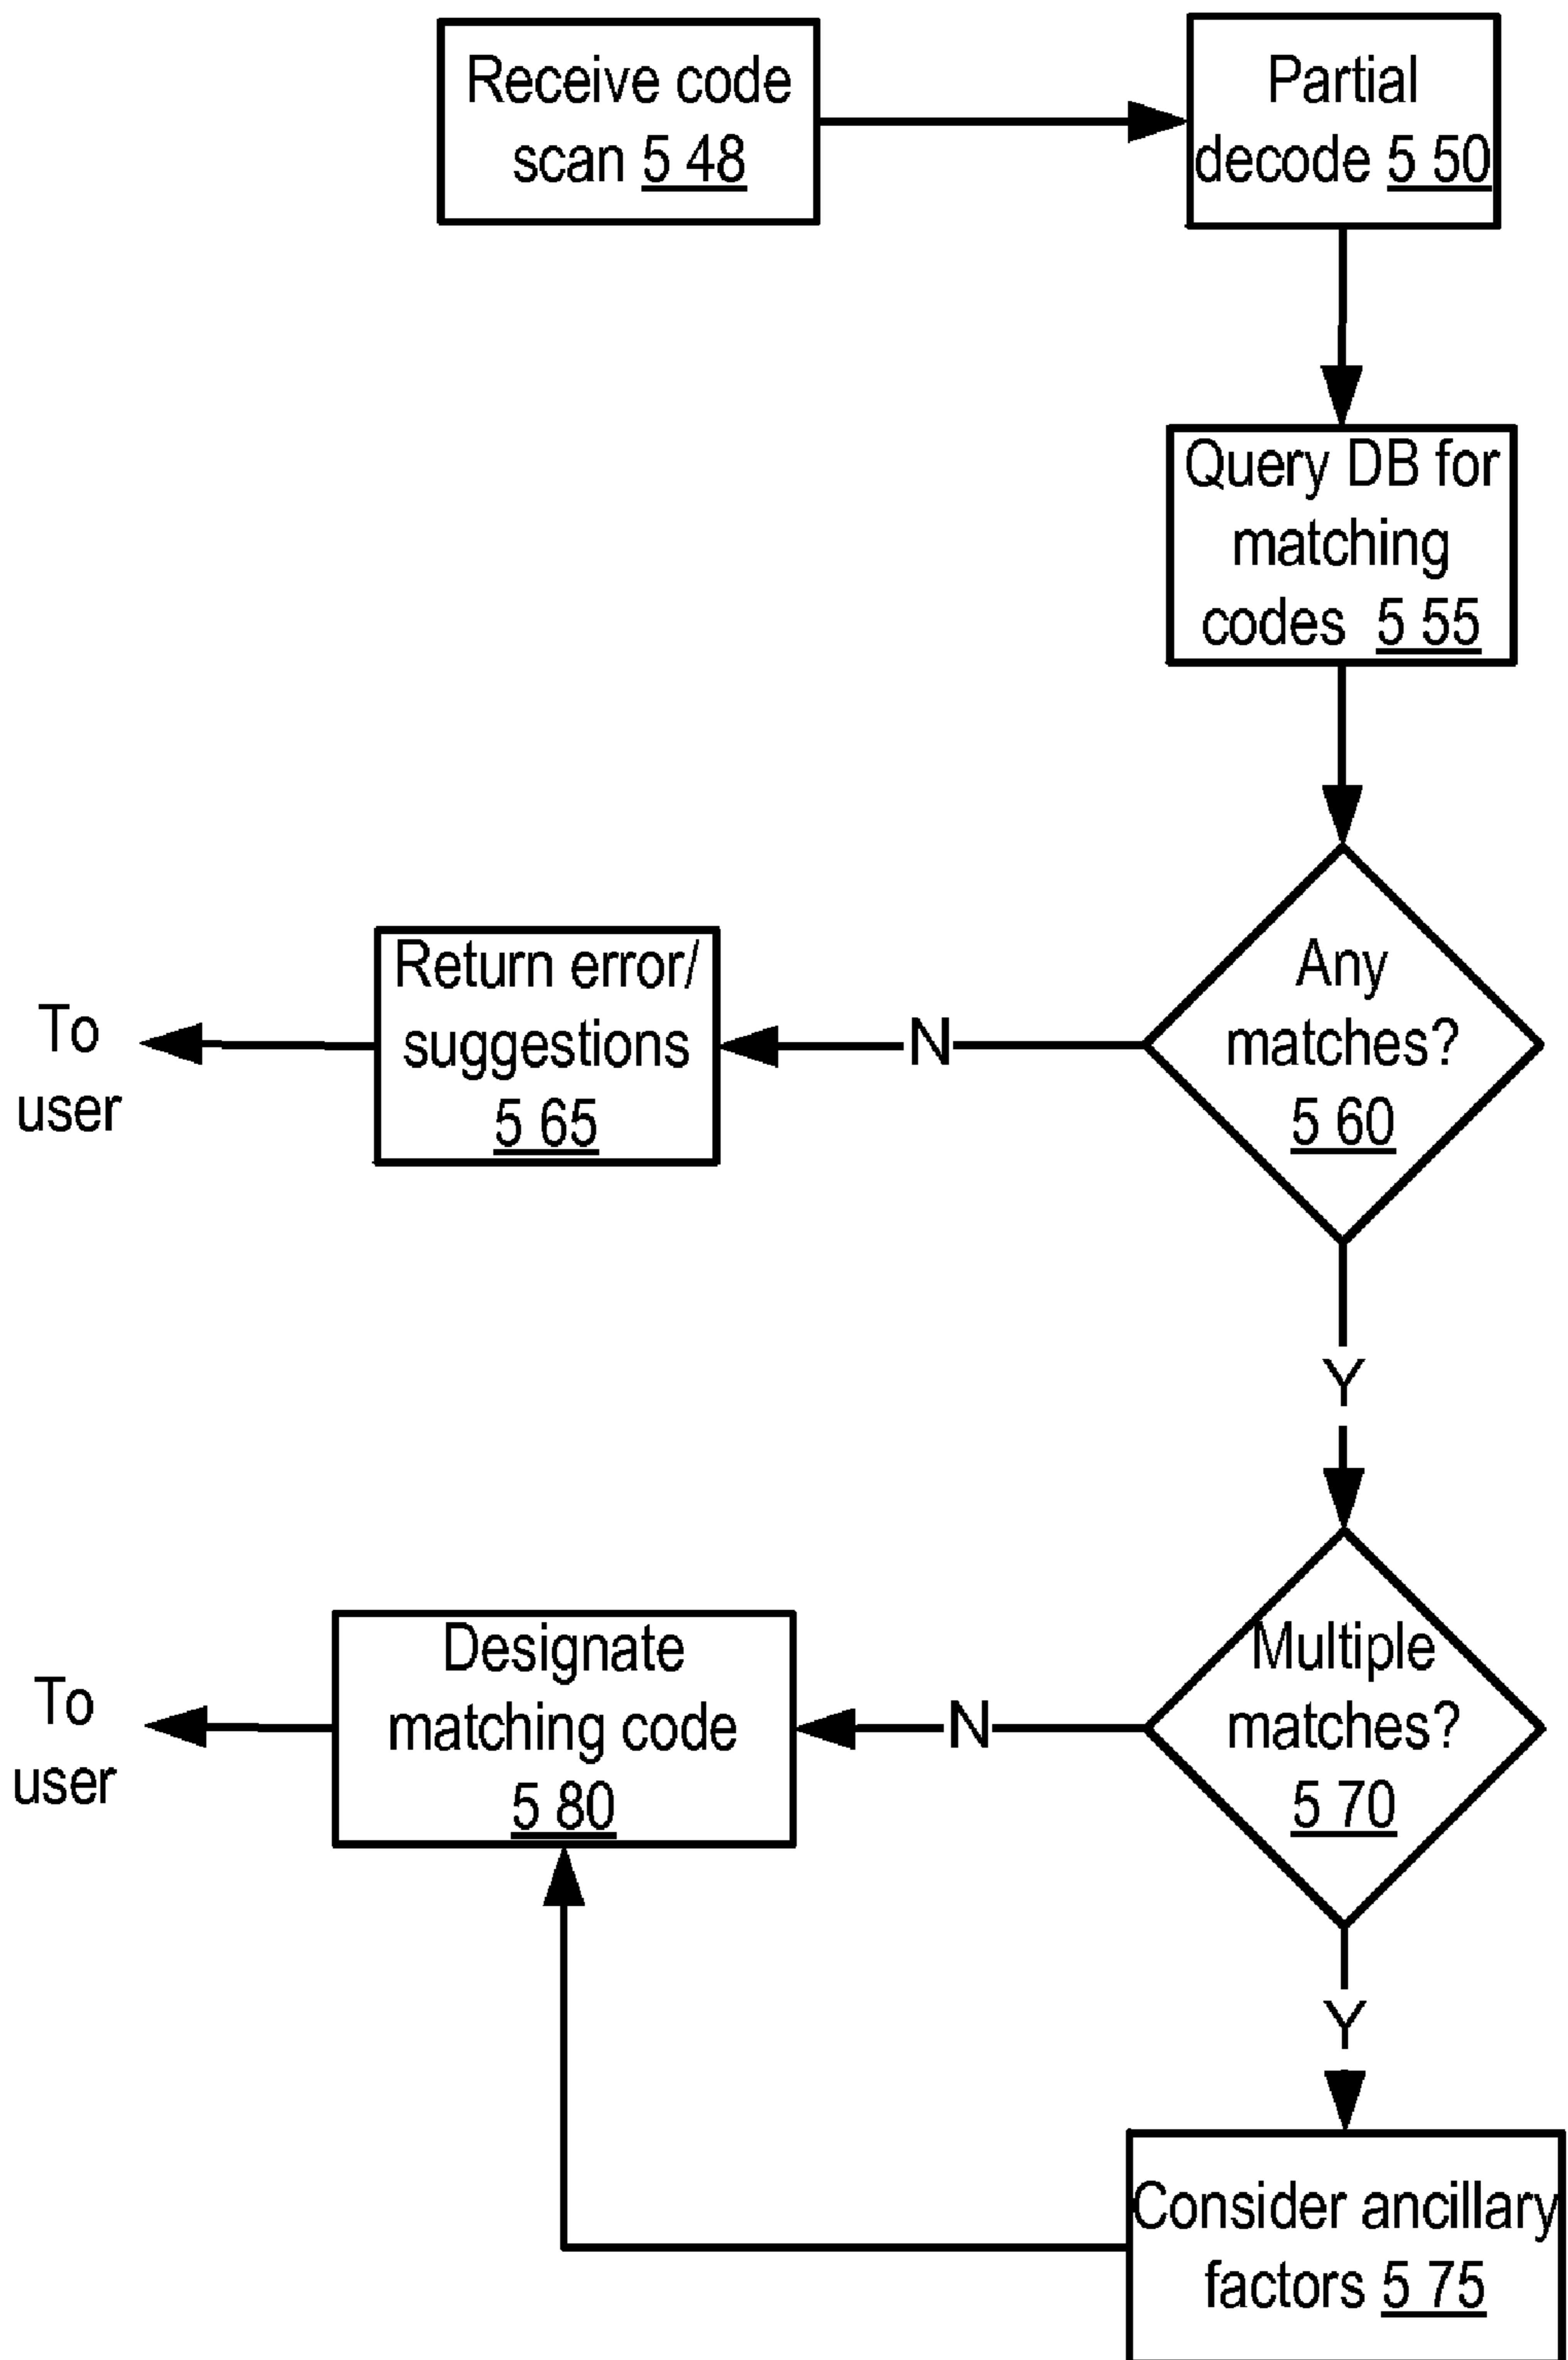 Receive code
scan 5 48
Partial
decode 5 50
Query DB for
matching
codes 5 55
Any
matches?
5 60
N
Return error/
suggestions
5 65
To
user
Y
Multiple
matches?
5 70
N
Designate
matching code
5 80
To
user
Y
Consider ancillary
factors 5 75